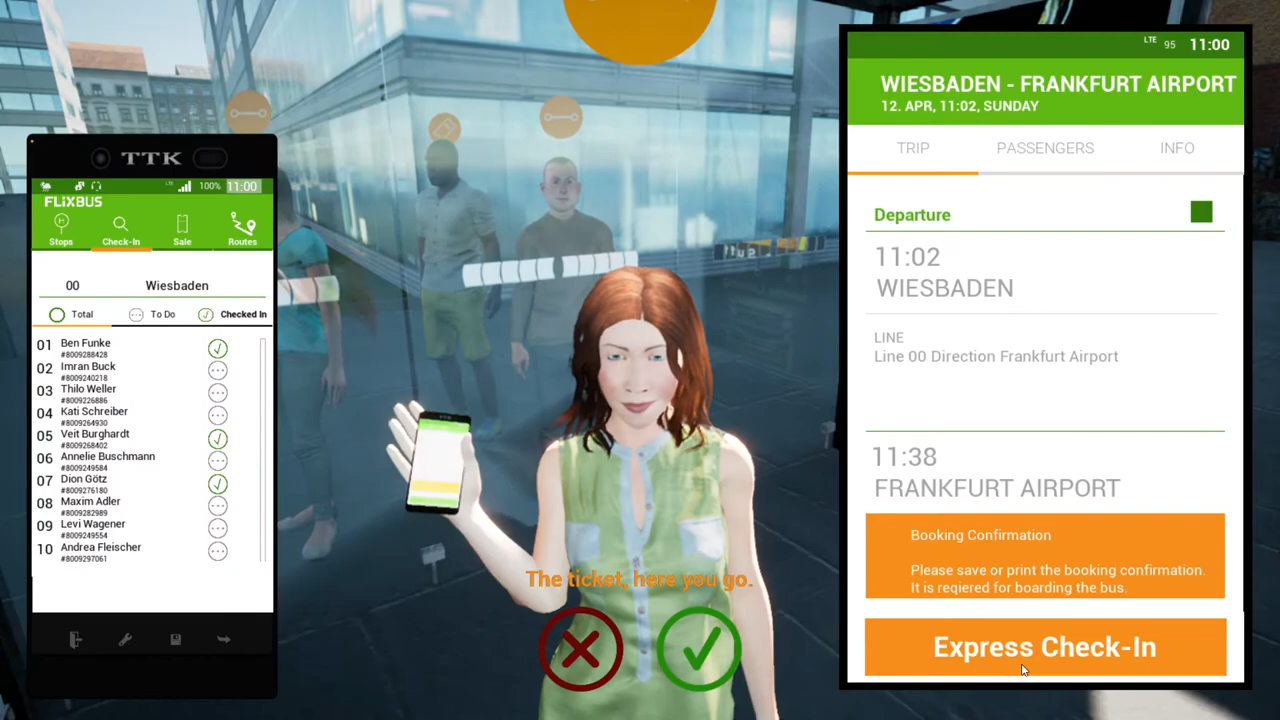 TTK
100% 11:00
FLiXBUS
H
Stops Check-In Sale Routes
00 Wiesbaden
Total To Do Checked In
01 Ben Funke
#8009288428
02 Imran Buck
#8009240218
03 Thilo Weller
#8009226886
04 Kati Schreiber
#8009264930
05 Veit Burghardt
#8009268402
06 Annelie Buschmann
#8009249584
07 Dion Götz
#8009276180
08 Maxim Adler
#8009282989
09 Levi Wagener
#8009249554
10 Andrea Fleischer
#8009297061
The ticket, here you go.
LTE 95 11:00
WIESBADEN - FRANKFURT AIRPORT
12. APR, 11:02, SUNDAY
TRIP PASSENGERS INFO
Departure
11:02
WIESBADEN
LINE
Line 00 Direction Frankfurt Airport
11:38
FRANKFURT AIRPORT
Booking Confirmation
Please save or print the booking confirmation.
It is reqiered for boarding the bus.
Express Check-In